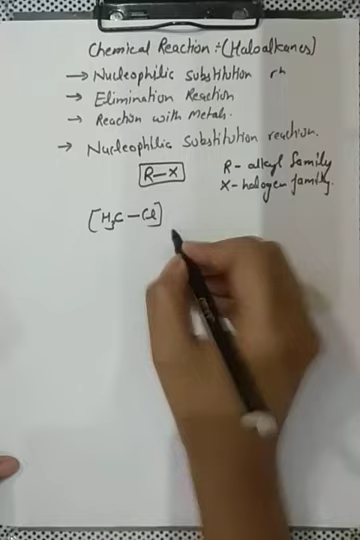 Chemical Reaction :- (Haloalkanes)
→ Nucleophilic substitution rn
→ Elimination Reaction
→ Reaction with Metals.
→ Nucleophilic substitution reaction.
R-X
R- alkyl family
X- halogen family.
[H3C-Cl]